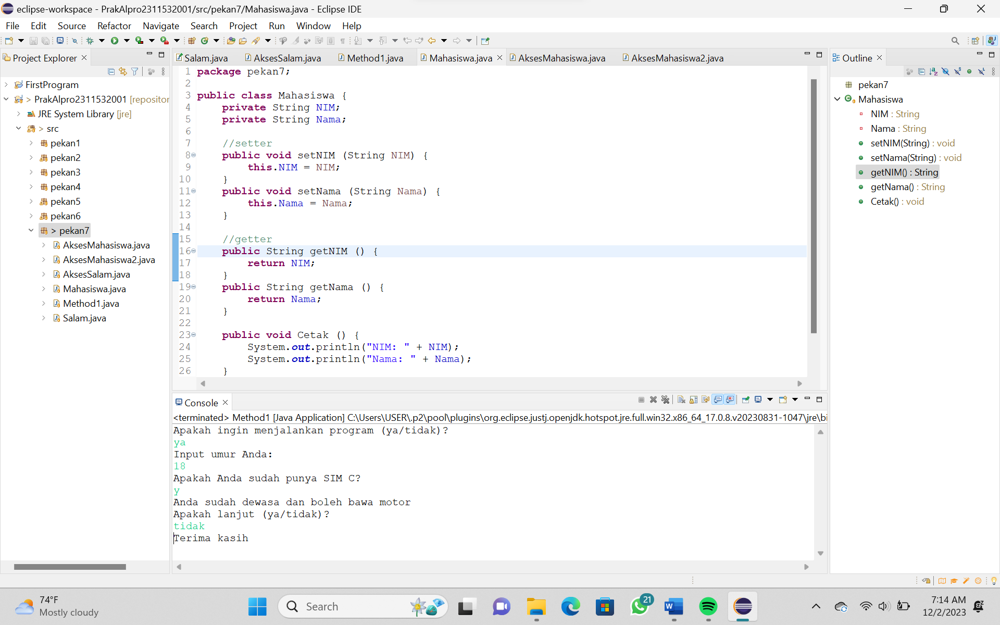 eclipse-workspace - PrakAlpro2311532001/src/pekan7/Mahasiswa.java - Eclipse IDE
File Edit Source Refactor Navigate Search Project Run Window Help
Project Explorer
FirstProgram
> PrakAlpro2311532001 [repositor
JRE System Library [jre]
> src
pekan1
pekan2
pekan3
pekan4
pekan5
pekan6
> pekan7
AksesMahasiswa.java
AksesMahasiswa2.java
AksesSalam.java
Mahasiswa.java
Method1.java
Salam.java
Salam.java AksesSalam.java Method1.java Mahasiswa.java AksesMahasiswa.java AksesMahasiswa2.java
1 package pekan7;
2
3 public class Mahasiswa {
4 private String NIM;
5 private String Nama;
6
7 //setter
8 public void setNIM (String NIM) {
9 this.NIM = NIM;
10 }
11 public void setNama (String Nama) {
12 this.Nama = Nama;
13 }
14
15 //getter
16 public String getNIM () {
17 return NIM;
18 }
19 public String getNama () {
20 return Nama;
21 }
22
23 public void Cetak () {
24 System.out.println("NIM: " + NIM);
25 System.out.println("Nama: " + Nama);
26 }
Outline
pekan7
Mahasiswa
NIM : String
Nama : String
setNIM(String) : void
setNama(String) : void
getNIM() : String
getNama() : String
Cetak() : void
Console
<terminated> Method1 [Java Application] C:\Users\USER\.p2\pool\plugins\org.eclipse.justj.openjdk.hotspot.jre.full.win32.x86_64_17.0.8.v20230831-1047\jre\bi
Apakah ingin menjalankan program (ya/tidak)?
ya
Input umur Anda:
18
Apakah Anda sudah punya SIM C?
y
Anda sudah dewasa dan boleh bawa motor
Apakah lanjut (ya/tidak)?
tidak
Terima kasih
74°F
Mostly cloudy
Search
21
7:14 AM
12/2/2023